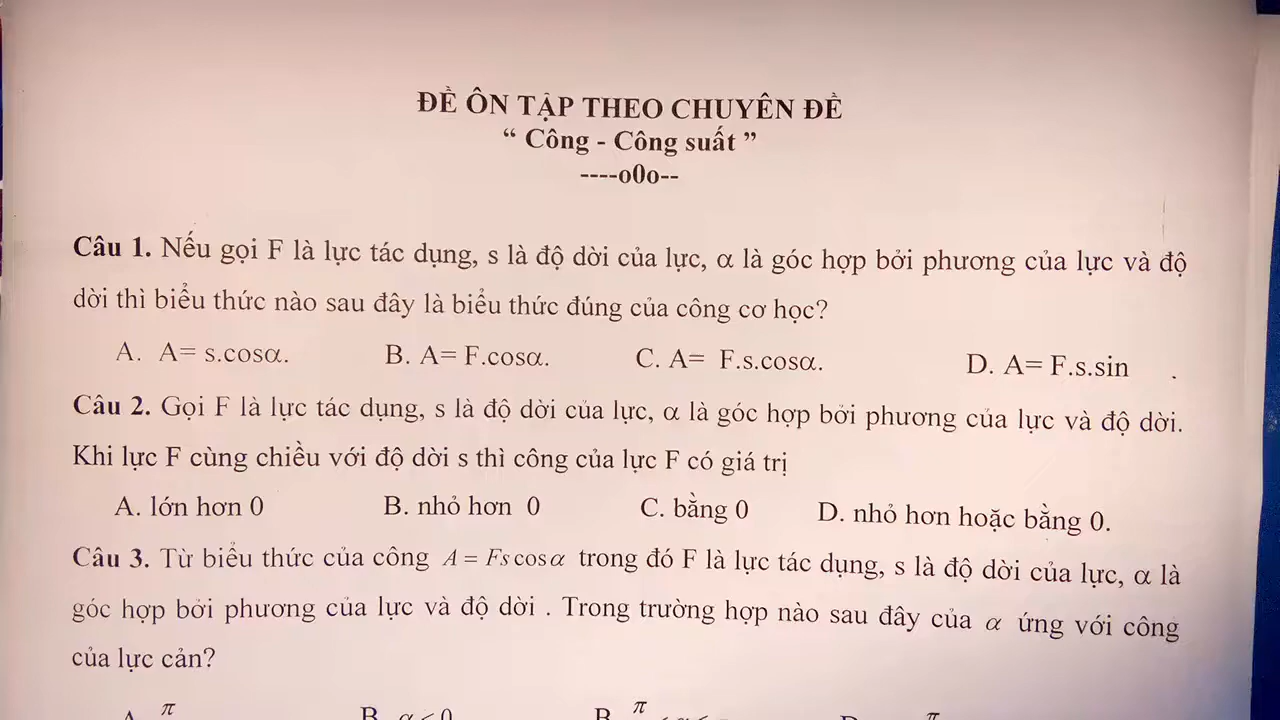 ĐỀ ÔN TẬP THEO CHUYÊN ĐỀ
“ Công - Công suất ”
----o0o--
Câu 1. Nếu gọi F là lực tác dụng, s là độ dời của lực, α là góc hợp bởi phương của lực và độ
dời thì biểu thức nào sau đây là biểu thức đúng của công cơ học?
A. A= s.cosα. B. A= F.cosα. C. A= F.s.cosα. D. A= F.s.sin .
Câu 2. Gọi F là lực tác dụng, s là độ dời của lực, α là góc hợp bởi phương của lực và độ dời.
Khi lực F cùng chiều với độ dời s thì công của lực F có giá trị
A. lớn hơn 0 B. nhỏ hơn 0 C. bằng 0 D. nhỏ hơn hoặc bằng 0.
Câu 3. Từ biểu thức của công A = Fs cosα trong đó F là lực tác dụng, s là độ dời của lực, α là
góc hợp bởi phương của lực và độ dời . Trong trường hợp nào sau đây của α ứng với công
của lực cản?